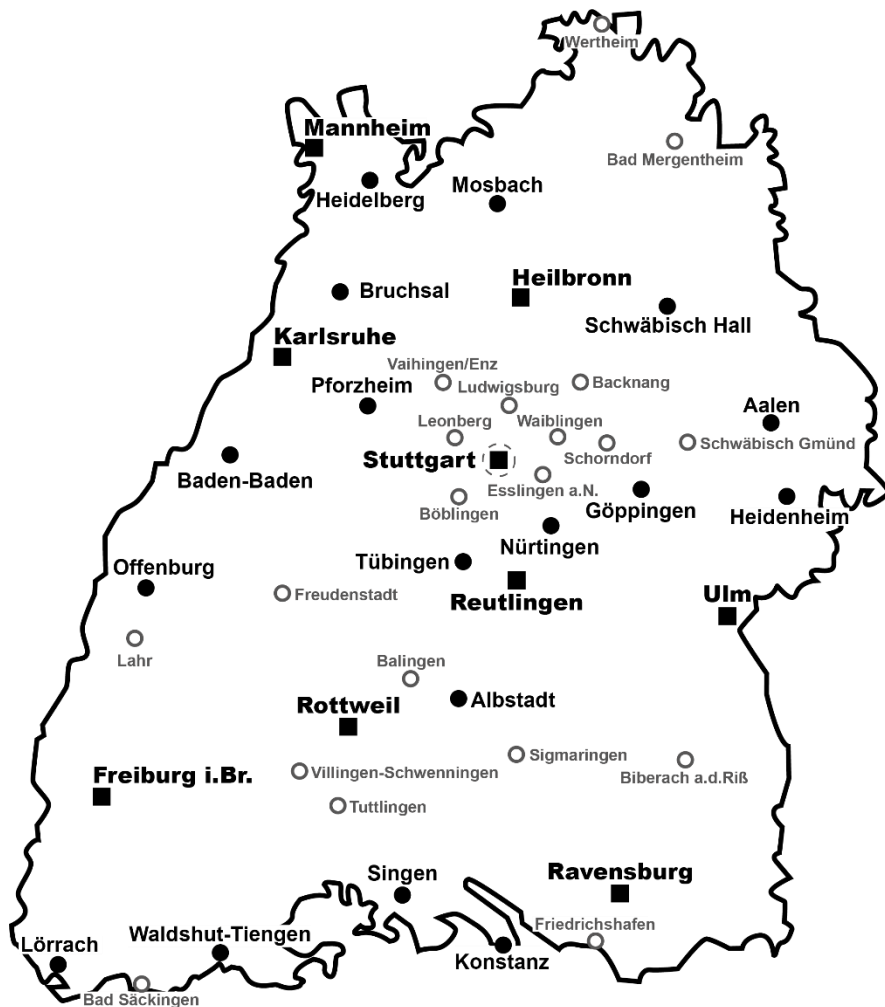 Wertheim
Mannheim
Bad Mergentheim
Heidelberg
Mosbach
Heilbronn
Bruchsal
Schwäbisch Hall
Karlsruhe
Vaihingen/Enz
Pforzheim
Ludwigsburg
Backnang
Leonberg
Waiblingen
Aalen
Schwäbisch Gmünd
Stuttgart
Schorndorf
Baden-Baden
Esslingen a.N.
Böblingen
Göppingen
Heidenheim
Nürtingen
Tübingen
Offenburg
Freudenstadt
Reutlingen
Ulm
Lahr
Balingen
Rottweil
Albstadt
Sigmaringen
Freiburg i.Br.
Villingen-Schwenningen
Biberach a.d.Riß
Tuttlingen
Singen
Ravensburg
Friedrichshafen
Waldshut-Tiengen
Lörrach
Konstanz
Bad Säckingen